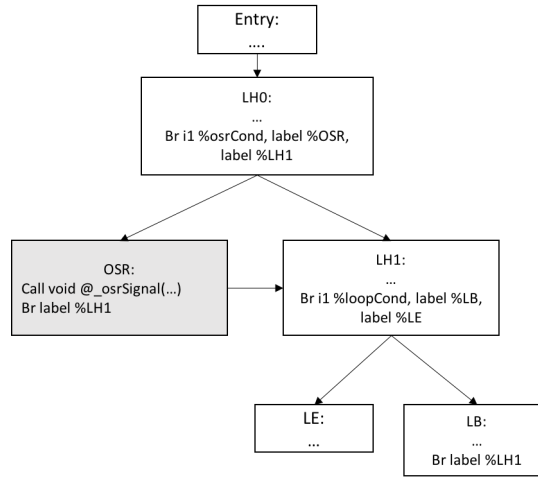 Entry:
....
LH0:
...
Br i1 %osrCond, label %OSR,
label %LH1
OSR:
Call void @_osrSignal(...)
Br label %LH1
LH1:
...
Br i1 %loopCond, label %LB,
label %LE
LE:
...
LB:
...
Br label %LH1